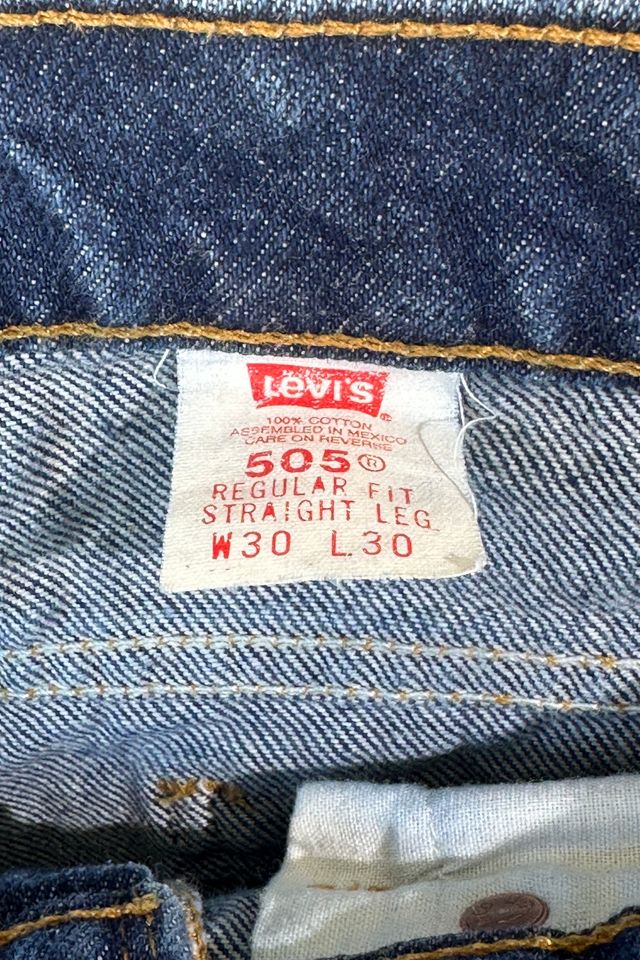 Levi's ®
100% COTTON
ASSEMBLED IN MEXICO
CARE ON REVERSE
505®
REGULAR FIT
STRAIGHT LEG
W30 L30